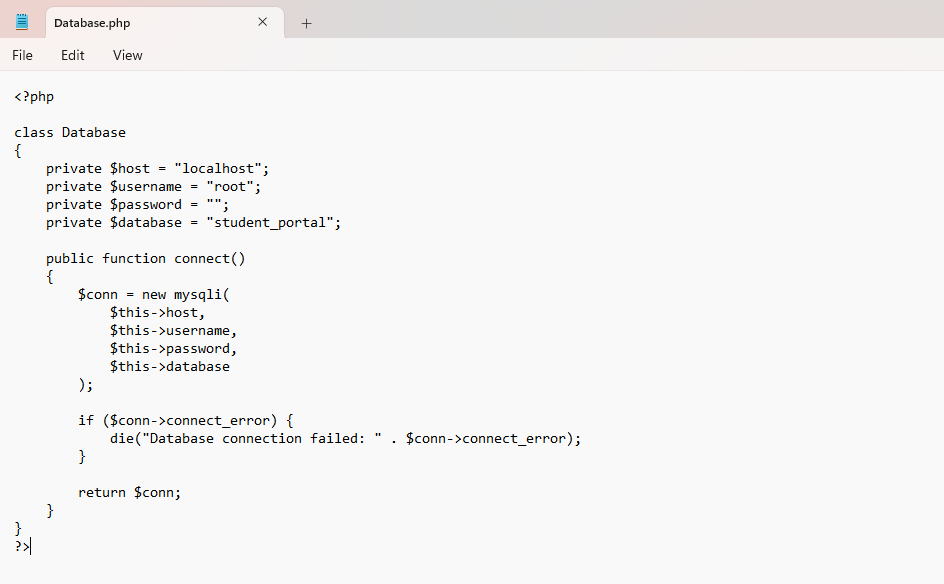 Database.php
File Edit View
<?php
class Database
{
    private $host = "localhost";
    private $username = "root";
    private $password = "";
    private $database = "student_portal";

    public function connect()
    {
        $conn = new mysqli(
            $this->host,
            $this->username,
            $this->password,
            $this->database
        );

        if ($conn->connect_error) {
            die("Database connection failed: " . $conn->connect_error);
        }

        return $conn;
    }
}
?>